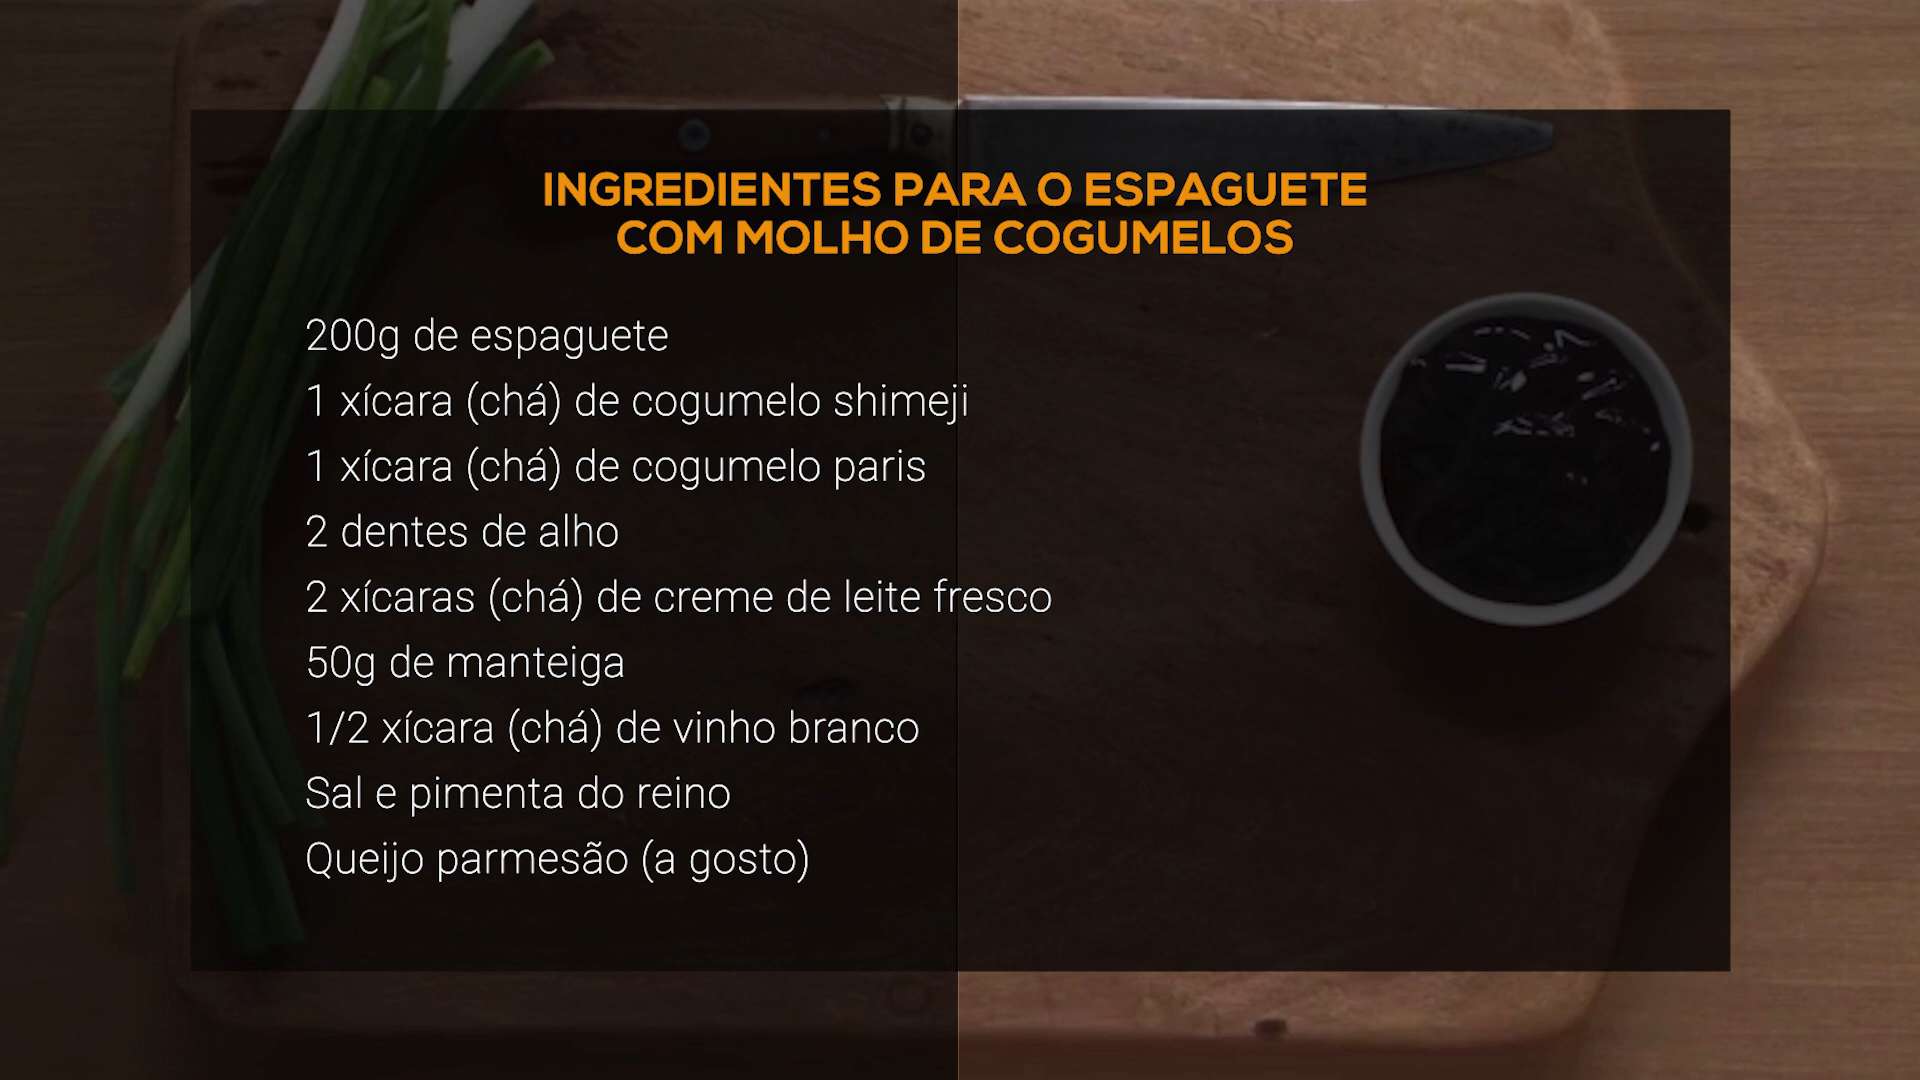 INGREDIENTES PARA O ESPAGUETE
COM MOLHO DE COGUMELOS
200g de espaguete
1 xícara (chá) de cogumelo shimeji
1 xícara (chá) de cogumelo paris
2 dentes de alho
2 xícaras (chá) de creme de leite fresco
50g de manteiga
1/2 xícara (chá) de vinho branco
Sal e pimenta do reino
Queijo parmesão (a gosto)